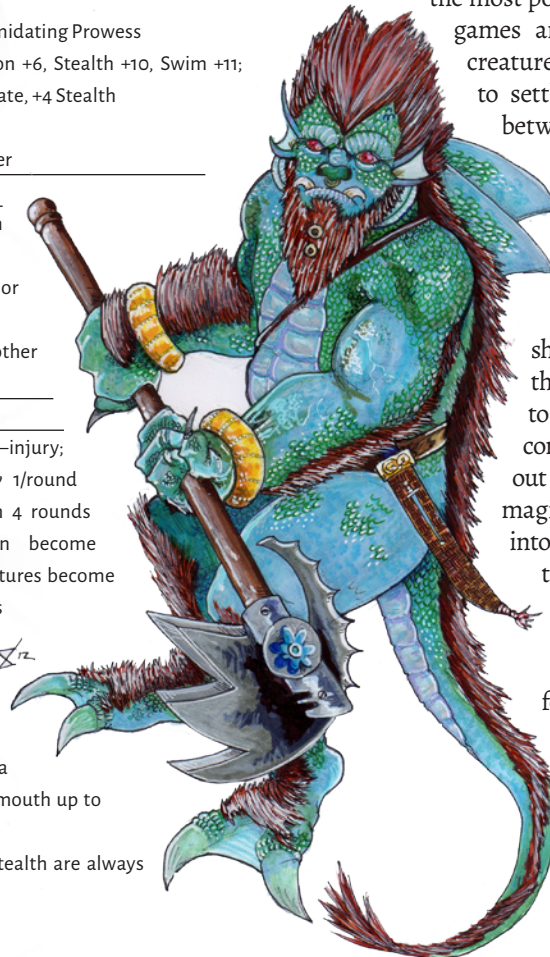 nidating Prowess
on +6, Stealth +10, Swim +11;
ate, +4 Stealth
er
or
other
–injury;
1/round
n 4 rounds
n become
tures become
s
a
mouth up to
tealth are always
the most po
games a
creature
to sett
betw
sh
th
to
co
out
magi
into
t
f